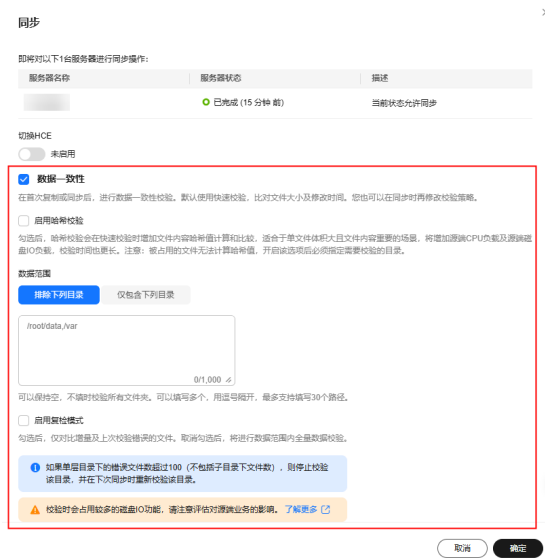 同步
即将对以下1台服务器进行同步操作：
服务器名称 服务器状态 描述
已完成 (15 分钟 前) 当前状态允许同步
切换HCE
未启用
数据一致性
在首次复制或同步后，进行数据一致性校验。默认使用快速校验，比对文件大小及修改时间。您也可以在同步时再修改校验策略。
启用哈希校验
勾选后，哈希校验会在快速校验时增加文件内容哈希值计算和比较，适合于单文件体积大且文件内容重要的场景，将增加源端CPU负载及源端磁
盘IO负载，校验时间也更长。注意：被占用的文件无法计算哈希值，开启该选项后必须指定需要校验的目录。
数据范围
排除下列目录 仅包含下列目录
/root/data,/var
0/1,000
可以保持空，不填时校验所有文件夹。可以填写多个，用逗号隔开，最多支持填写30个路径。
启用复检模式
勾选后，仅对比增量及上次校验错误的文件。取消勾选后，将进行数据范围内全量数据校验。
如果单层目录下的错误文件数超过100（不包括子目录下文件数），则停止校验
该目录，并在下次同步时重新校验该目录。
校验时会占用较多的磁盘IO功能，请注意评估对源端业务的影响。 了解更多
取消 确定